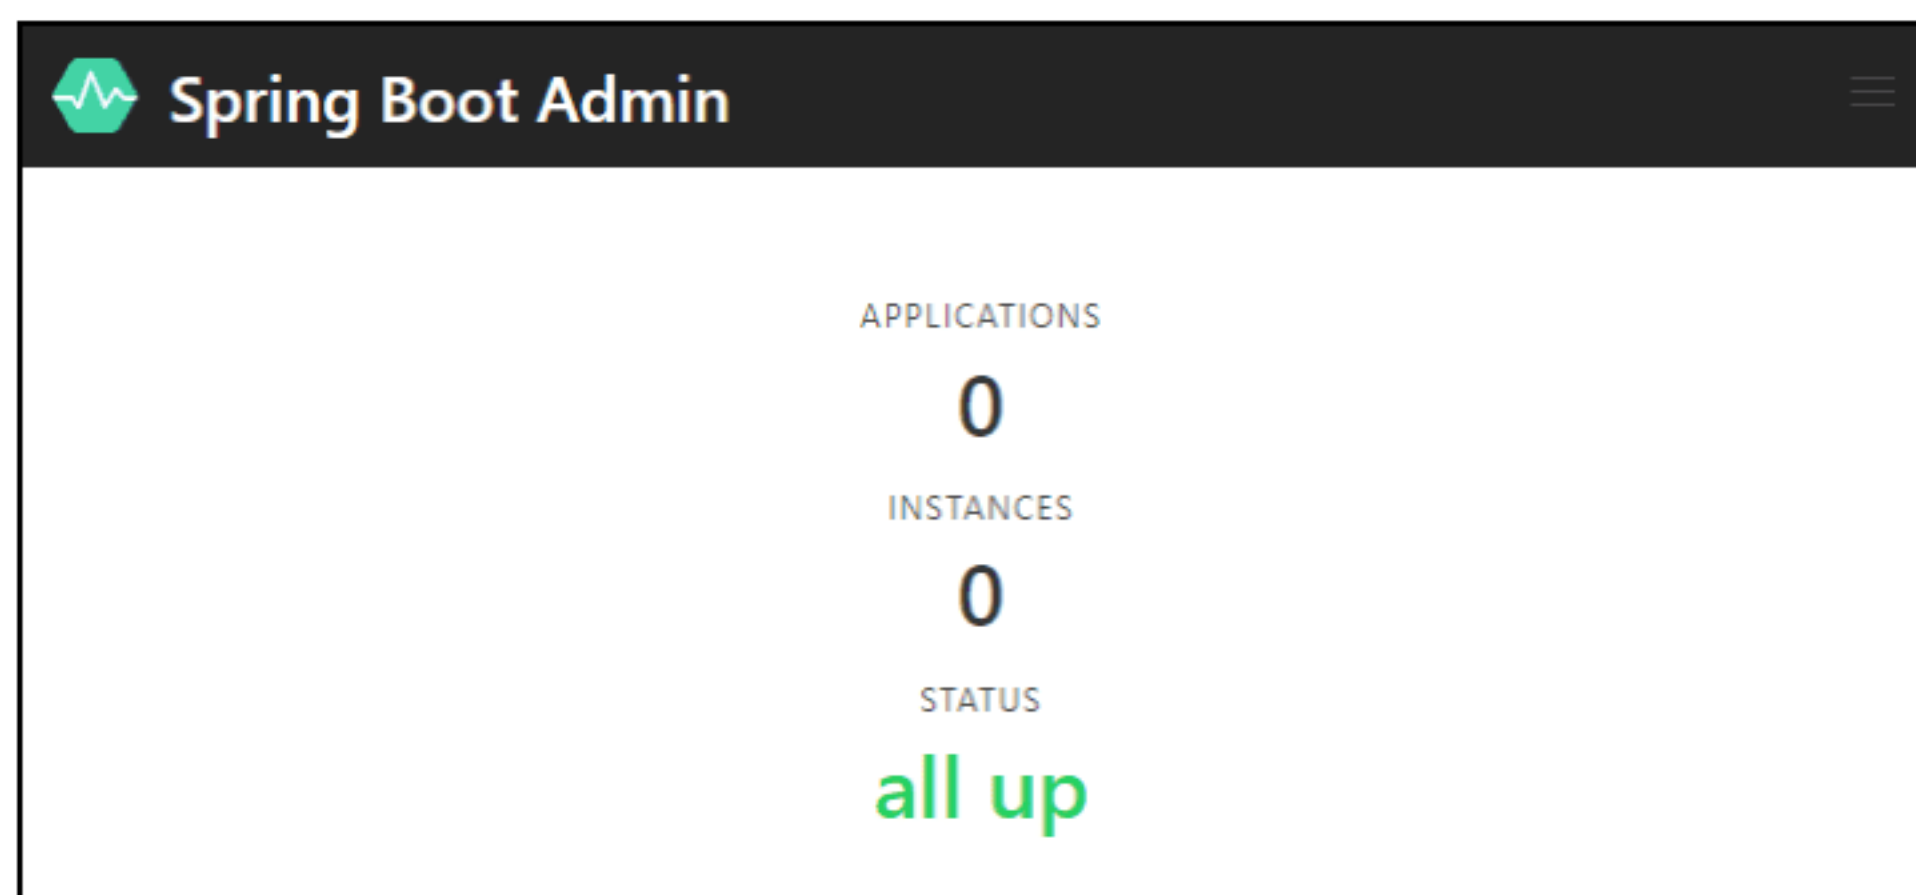 Spring Boot Admin
APPLICATIONS
0
INSTANCES
0
STATUS
all up